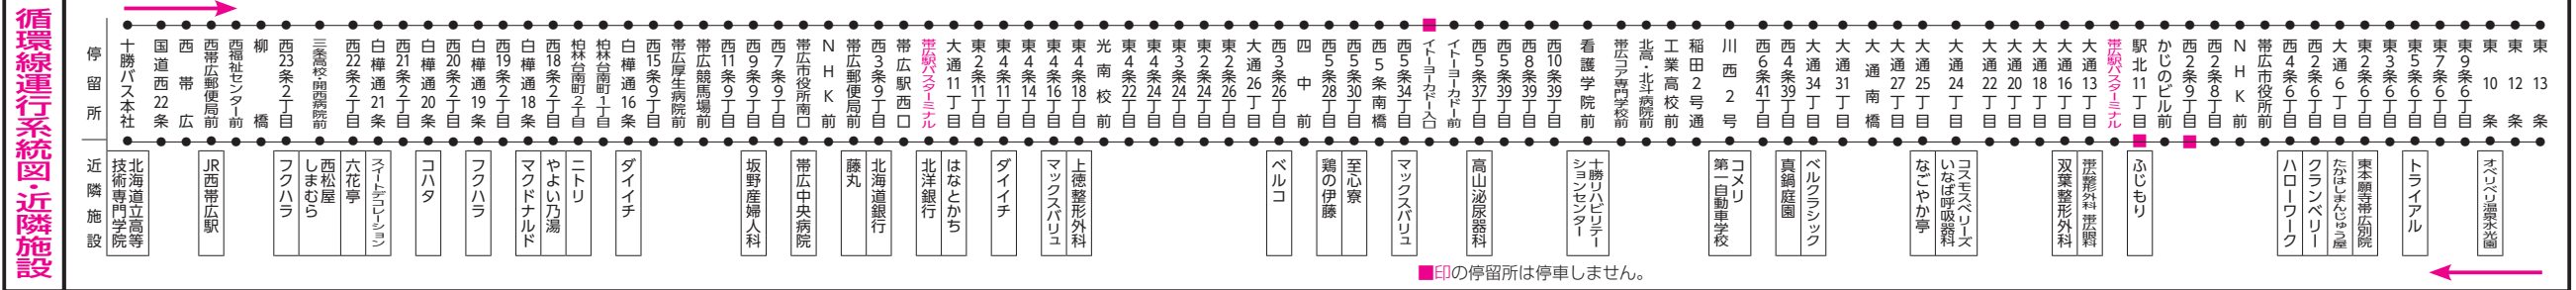 循環線運行系統図・近隣施設
停留所
十勝バス本社
国道西22条
西帯広
西帯広郵便局前
西福祉センター前
柳橋
西23条2丁目
三条高校・開西病院前
西22条2丁目
白樺通21条
西21条2丁目
白樺通20条
西20条2丁目
白樺通19条
西19条2丁目
白樺通18条
西18条2丁目
柏林台南町2丁目
柏林台南町1丁目
白樺通16条
西15条9丁目
帯広厚生病院前
帯広競馬場前
西11条9丁目
西9条9丁目
西7条9丁目
帯広市役所南口
NHK前
帯広郵便局前
西3条9丁目
帯広駅西口
帯広駅バスターミナル
大通11丁目
東2条11丁目
東4条11丁目
東4条14丁目
東4条16丁目
東4条18丁目
光南校前
東4条22丁目
東4条24丁目
東3条24丁目
東2条24丁目
東2条26丁目
大通26丁目
西3条26丁目
四中前
西5条28丁目
西5条30丁目
西5条南橋
西5条34丁目
イトーヨーカドー入口
イトーヨーカドー前
西5条37丁目
西5条39丁目
西8条39丁目
西10条39丁目
看護学院前
帯広コア専門学校前
北高・北斗病院前
工業高校前
稲田2号通
川西2号
西6条41丁目
西4条39丁目
大通34丁目
大通31丁目
大通南橋
大通27丁目
大通25丁目
大通24丁目
大通22丁目
大通20丁目
大通18丁目
大通16丁目
大通13丁目
帯広駅バスターミナル
駅北11丁目
かじのビル前
西2条9丁目
西2条8丁目
NHK前
帯広市役所前
西4条6丁目
西2条6丁目
大通6丁目
東2条6丁目
東3条6丁目
東5条6丁目
東7条6丁目
東9条6丁目
東10条
東12条
東13条
近隣施設
北海道立高等
技術専門学院
JR西帯広駅
フクハラ
西松屋
しまむら
六花亭
スイートデコレーション
コハタ
フクハラ
マクドナルド
やよい乃湯
ニトリ
ダイイチ
坂野産婦人科
帯広中央病院
藤丸
北海道銀行
北洋銀行
はなとかち
ダイイチ
マックスバリュ
上徳整形外科
ベルコ
鶏の伊藤
至心寮
マックスバリュ
高山泌尿器科
十勝リハビリテー
ションセンター
コメリ
第一自動車学校
真鍋庭園
ベルクラシック
なごやか亭
コスモスベリーズ
いなば呼吸器科
双葉整形外科
帯広整形外科 帯広眼科
ふじもり
ハローワーク
クランベリー
たかはしまんじゅう屋
東本願寺帯広別院
トライアル
オベリベリ温泉水光園
■印の停留所は停車しません。